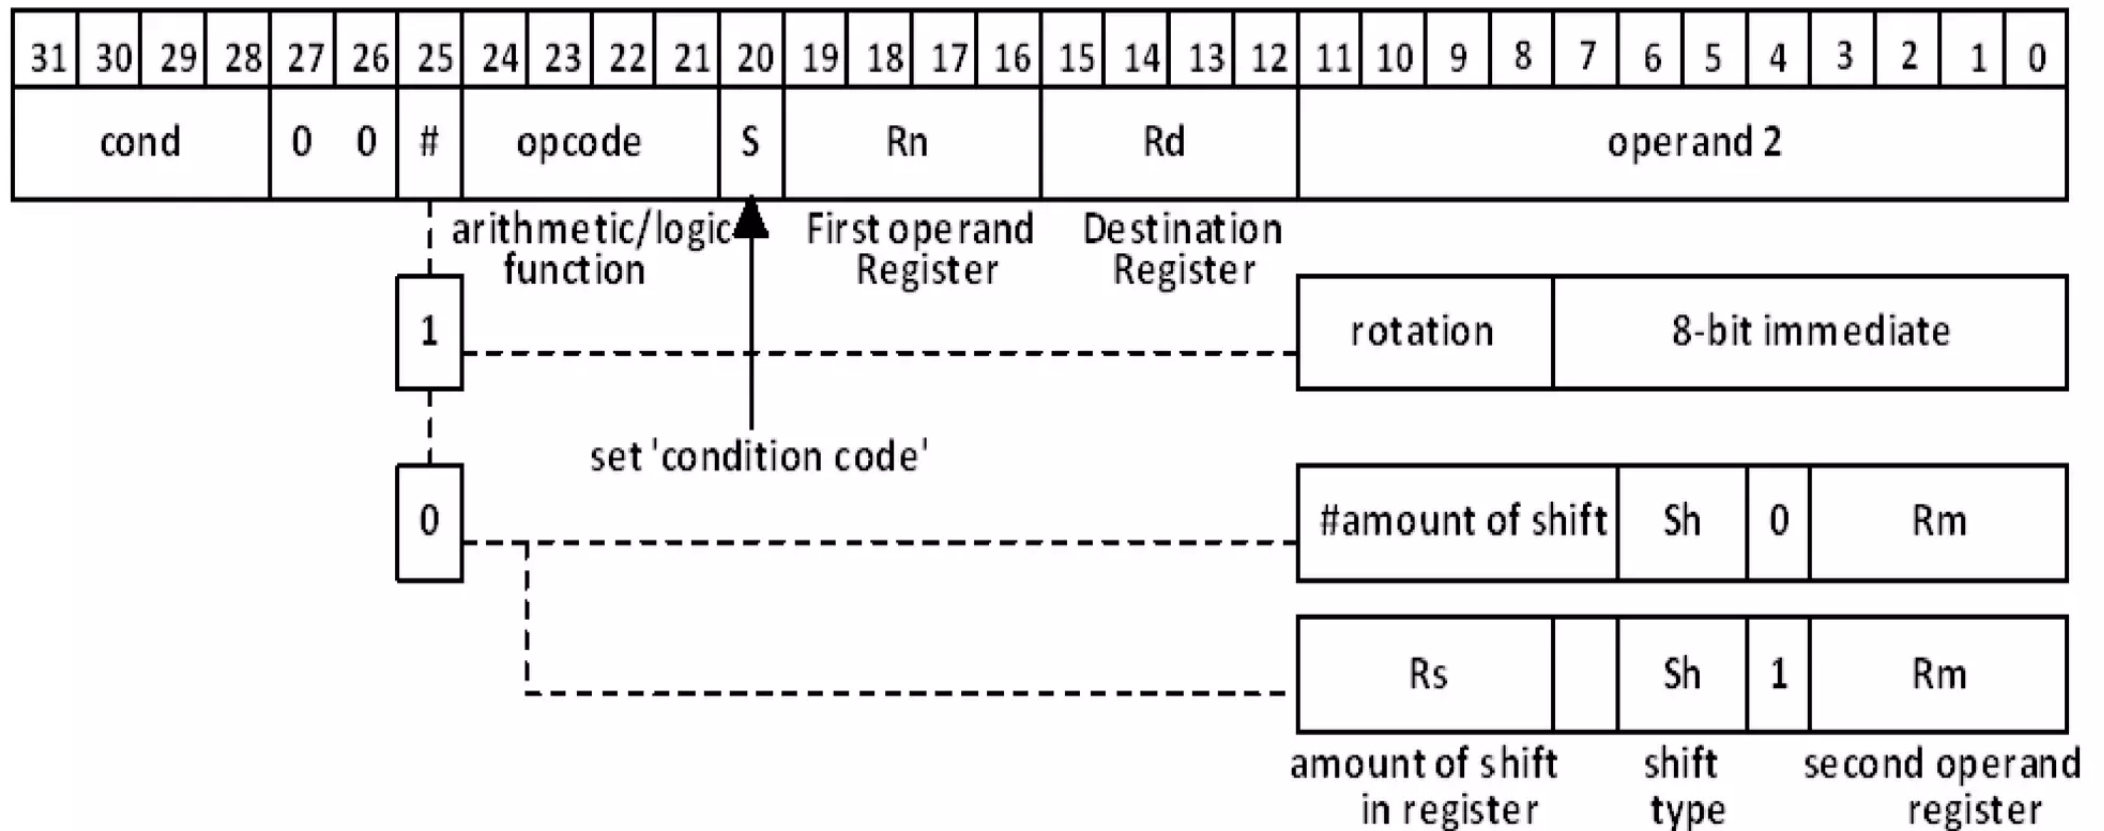 31 30 29 28 27 26 25 24 23 22 21 20 19 18 17 16 15 14 13 12 11 10 9 8 7 6 5 4 3 2 1 0
cond 0 0 # opcode S Rn Rd operand 2
arithmetic/logic First operand Destination
function Register Register
1 rotation 8-bit immediate
set 'condition code'
0 #amount of shift Sh 0 Rm
Rs Sh 1 Rm
amount of shift shift second operand
in register type register